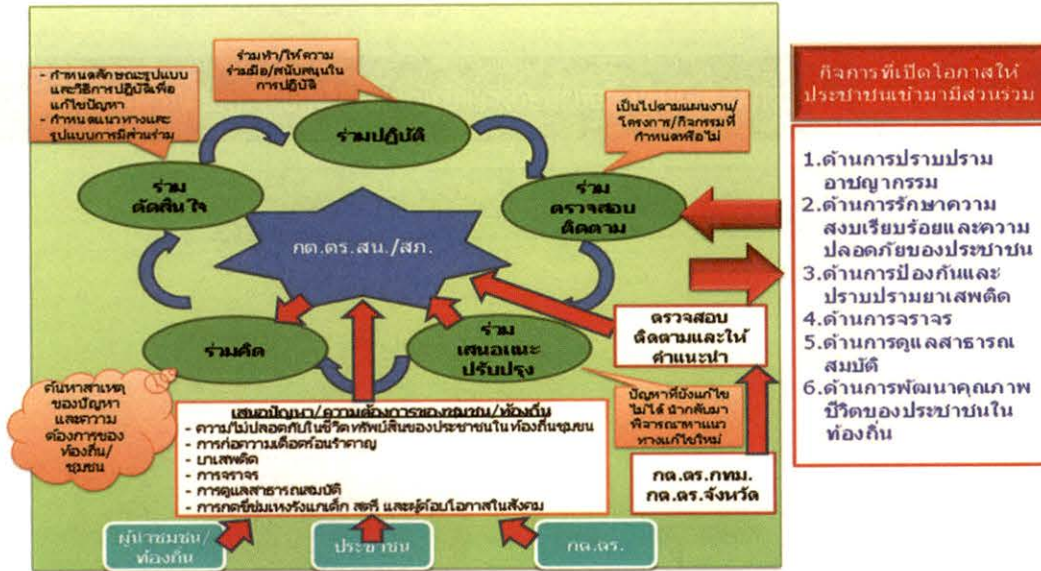 ร่วมทำ/ให้ความ
ร่วมมือ/สนับสนุนใน
การปฏิบัติ
- กำหนดลักษณะรูปแบบ
และวิธีการปฏิบัติเพื่อ
แก้ไขปัญหา
- กำหนดแนวทางและ
รูปแบบการมีส่วนร่วม
เป็นไปตามแผนงาน/
โครงการ/กิจกรรมที่
กำหนดหรือไม่
ร่วมปฏิบัติ
ร่วม
ตัดสินใจ
ร่วม
ตรวจสอบ
ติดตาม
กต.ตร.สน./สภ.
ร่วมคิด
ร่วม
เสนอแนะ
ปรับปรุง
ตรวจสอบ
ติดตามและให้
คำแนะนำ
ค้นหาสาเหตุ
ของปัญหา
และความ
ต้องการของ
ท้องถิ่น/
ชุมชน
ปัญหาที่ยังแก้ไข
ไม่ได้ นำกลับมา
พิจารณาหาแนว
ทางแก้ไขใหม่
เสนอปัญหา/ความต้องการของชุมชน/ท้องถิ่น
- ความไม่ปลอดภัยในชีวิตทรัพย์สินของประชาชนในท้องถิ่นชุมชน
- การก่อความเดือดร้อนรำคาญ
- ยาเสพติด
- การจราจร
- การดูแลสาธารณสมบัติ
- การกดขี่ข่มเหงรังแกเด็ก สตรี และผู้ด้อยโอกาสในสังคม
กต.ตร.กทม.
กต.ตร.จังหวัด
ผู้นำชุมชน/
ท้องถิ่น
ประชาชน
กต.ตร.
กิจการที่เปิดโอกาสให้
ประชาชนเข้ามามีส่วนร่วม
1.ด้านการปราบปราม
อาชญากรรม
2.ด้านการรักษาความ
สงบเรียบร้อยและความ
ปลอดภัยของประชาชน
3.ด้านการป้องกันและ
ปราบปรามยาเสพติด
4.ด้านการจราจร
5.ด้านการดูแลสาธารณ
สมบัติ
6.ด้านการพัฒนาคุณภาพ
ชีวิตของประชาชนใน
ท้องถิ่น